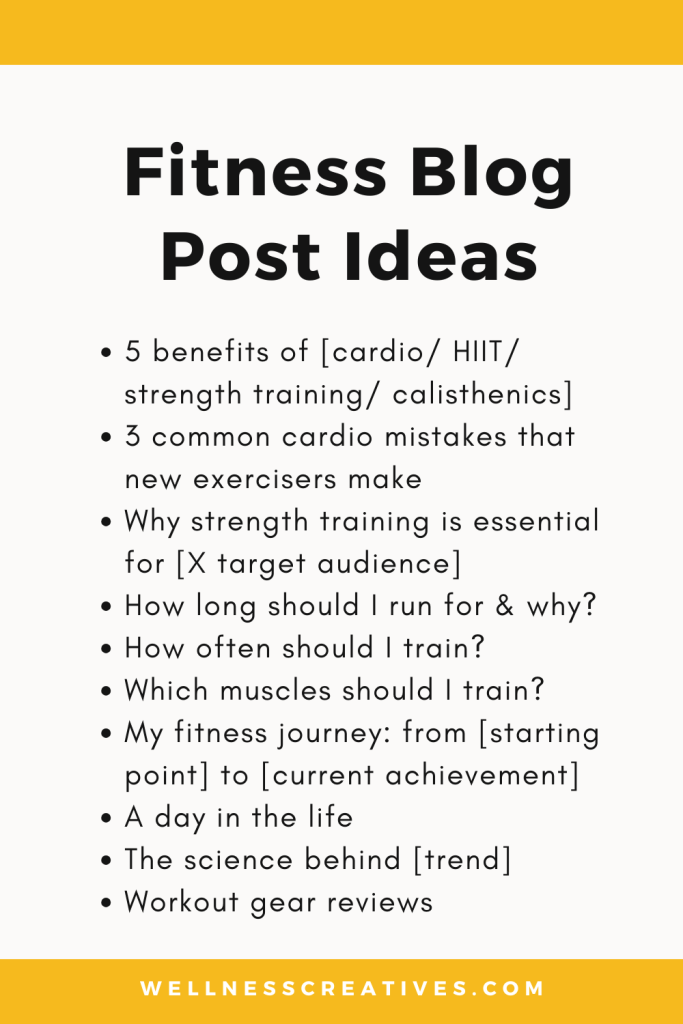 Fitness Blog
Post Ideas
• 5 benefits of [cardio/ HIIT/
strength training/ calisthenics]
• 3 common cardio mistakes that
new exercisers make
• Why strength training is essential
for [X target audience]
• How long should I run for & why?
• How often should I train?
• Which muscles should I train?
• My fitness journey: from [starting
point] to [current achievement]
• A day in the life
• The science behind [trend]
• Workout gear reviews
WELLNESSCREATIVES.COM